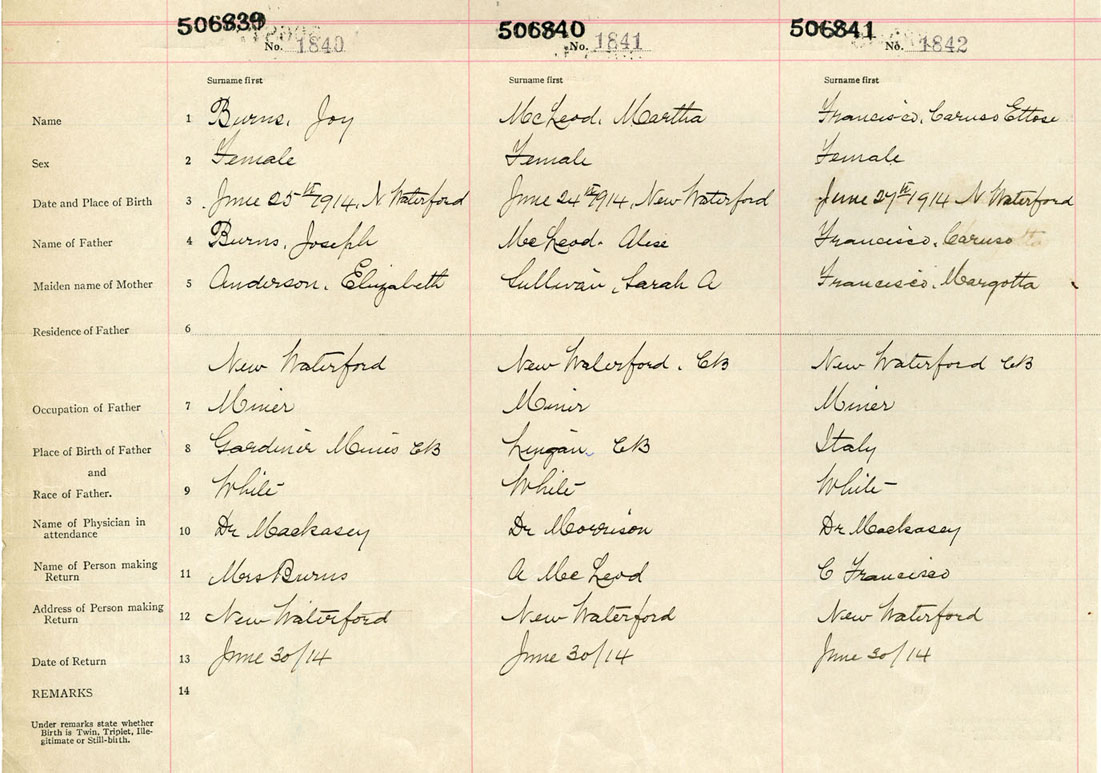 506839 506840 506841
No. 1840 No. 1841 No. 1842
Surname first Surname first Surname first
Name 1 Burns, Joy McLeod, Martha Francisco, Caruso Ettose
Sex 2 Female Female Female
Date and Place of Birth 3 June 25th 1914, N Waterford June 24th 1914, New Waterford June 27th 1914 N Waterford
Name of Father 4 Burns, Joseph McLeod. Francisco, Caruso
Maiden name of Mother 5 Anderson, Elizabeth Sullivan, Sarah A Francisco, Margotta
Residence of Father 6
New Waterford New Waterford, CB New Waterford CB
Occupation of Father 7 Miner Miner Miner
Place of Birth of Father 8 Gardiner Mines CB Lingan CB Italy
and
Race of Father. 9 White White White
Name of Physician in
attendance 10 Dr Mackasey Dr Morrison Dr Mackasey
Name of Person making
Return 11 Mrs Burns A McLeod C Francisco
Address of Person making
Return 12 New Waterford New Waterford New Waterford
Date of Return 13 June 30/14 June 30/14 June 30/14
REMARKS 14
Under remarks state whether
Birth is Twin, Triplet, Ille-
gitimate or Still-birth.